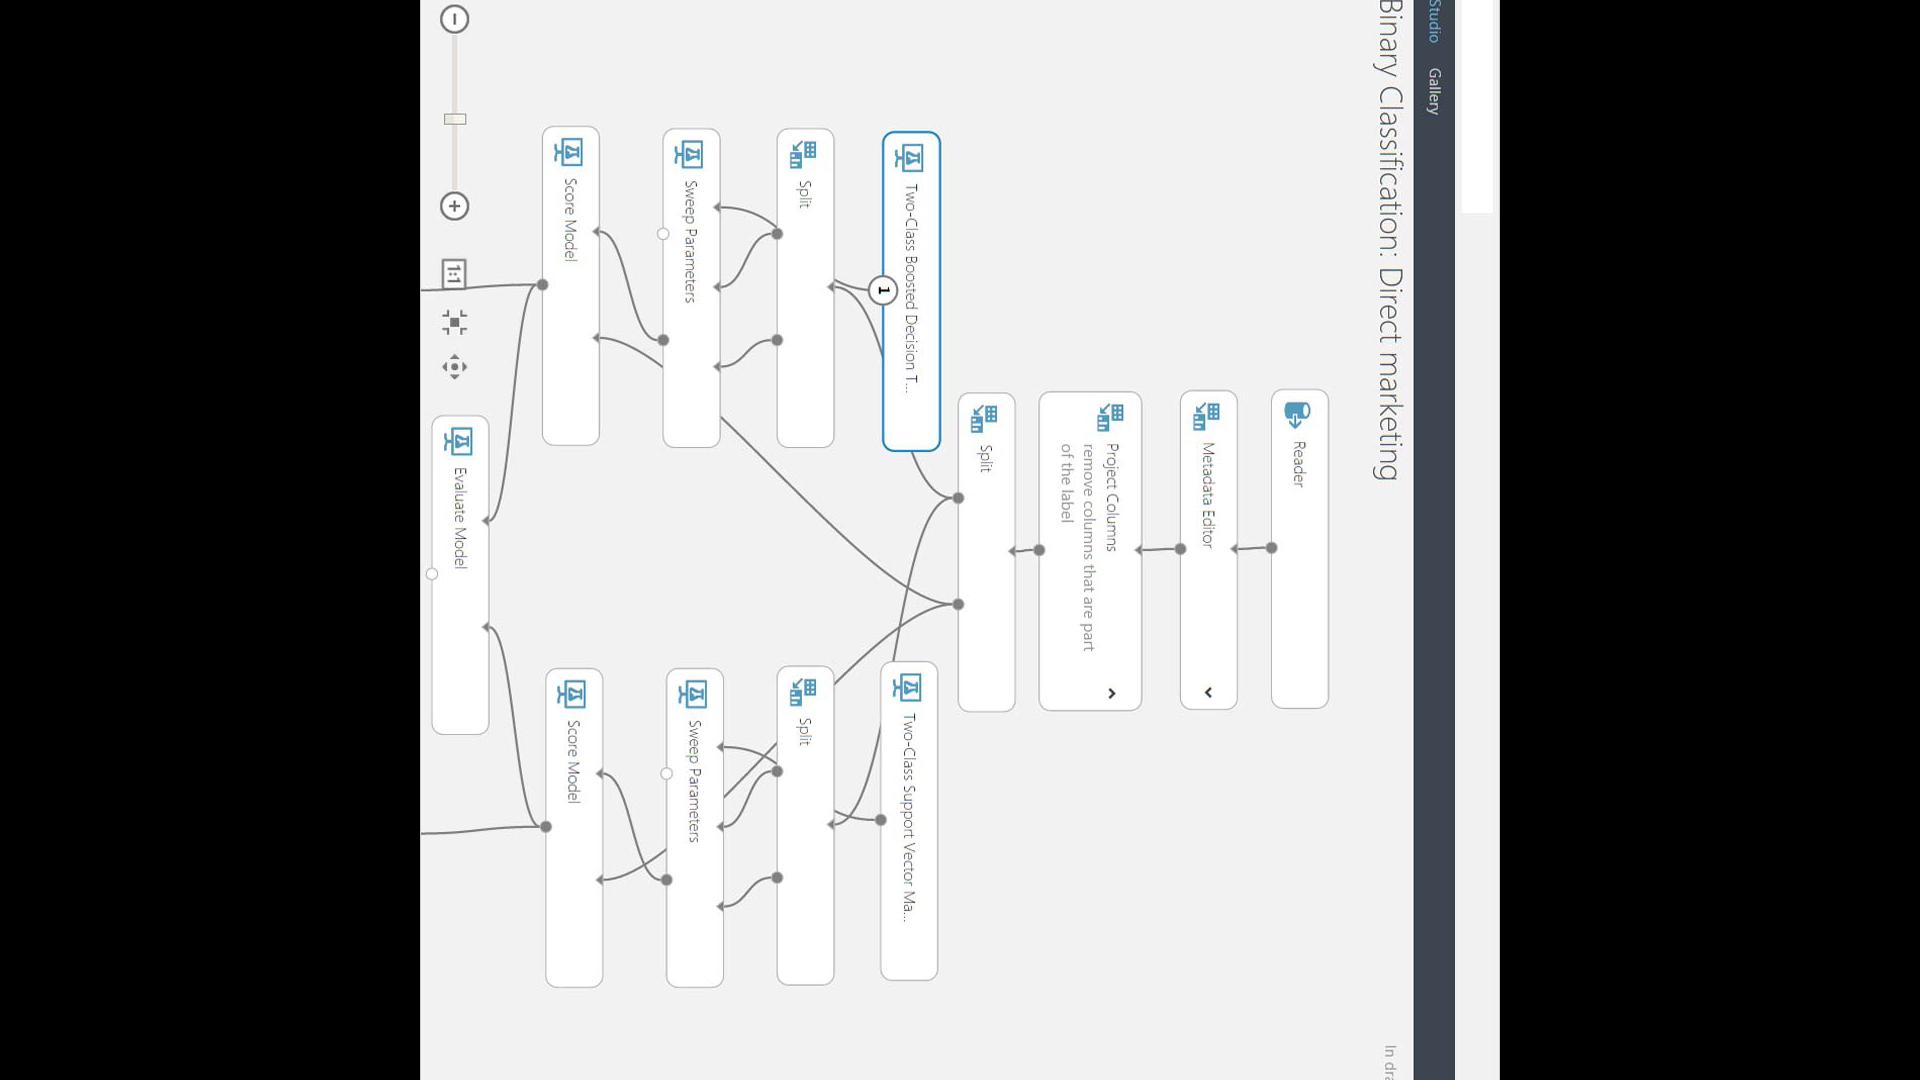 Studio Gallery
Binary Classification: Direct marketing
Reader
Metadata Editor
Project Columns
remove columns that are part
of the label
Split
Two-Class Boosted Decision T...
1
Two-Class Support Vector Ma...
Split
Split
Sweep Parameters
Sweep Parameters
Score Model
Score Model
Evaluate Model
1:1